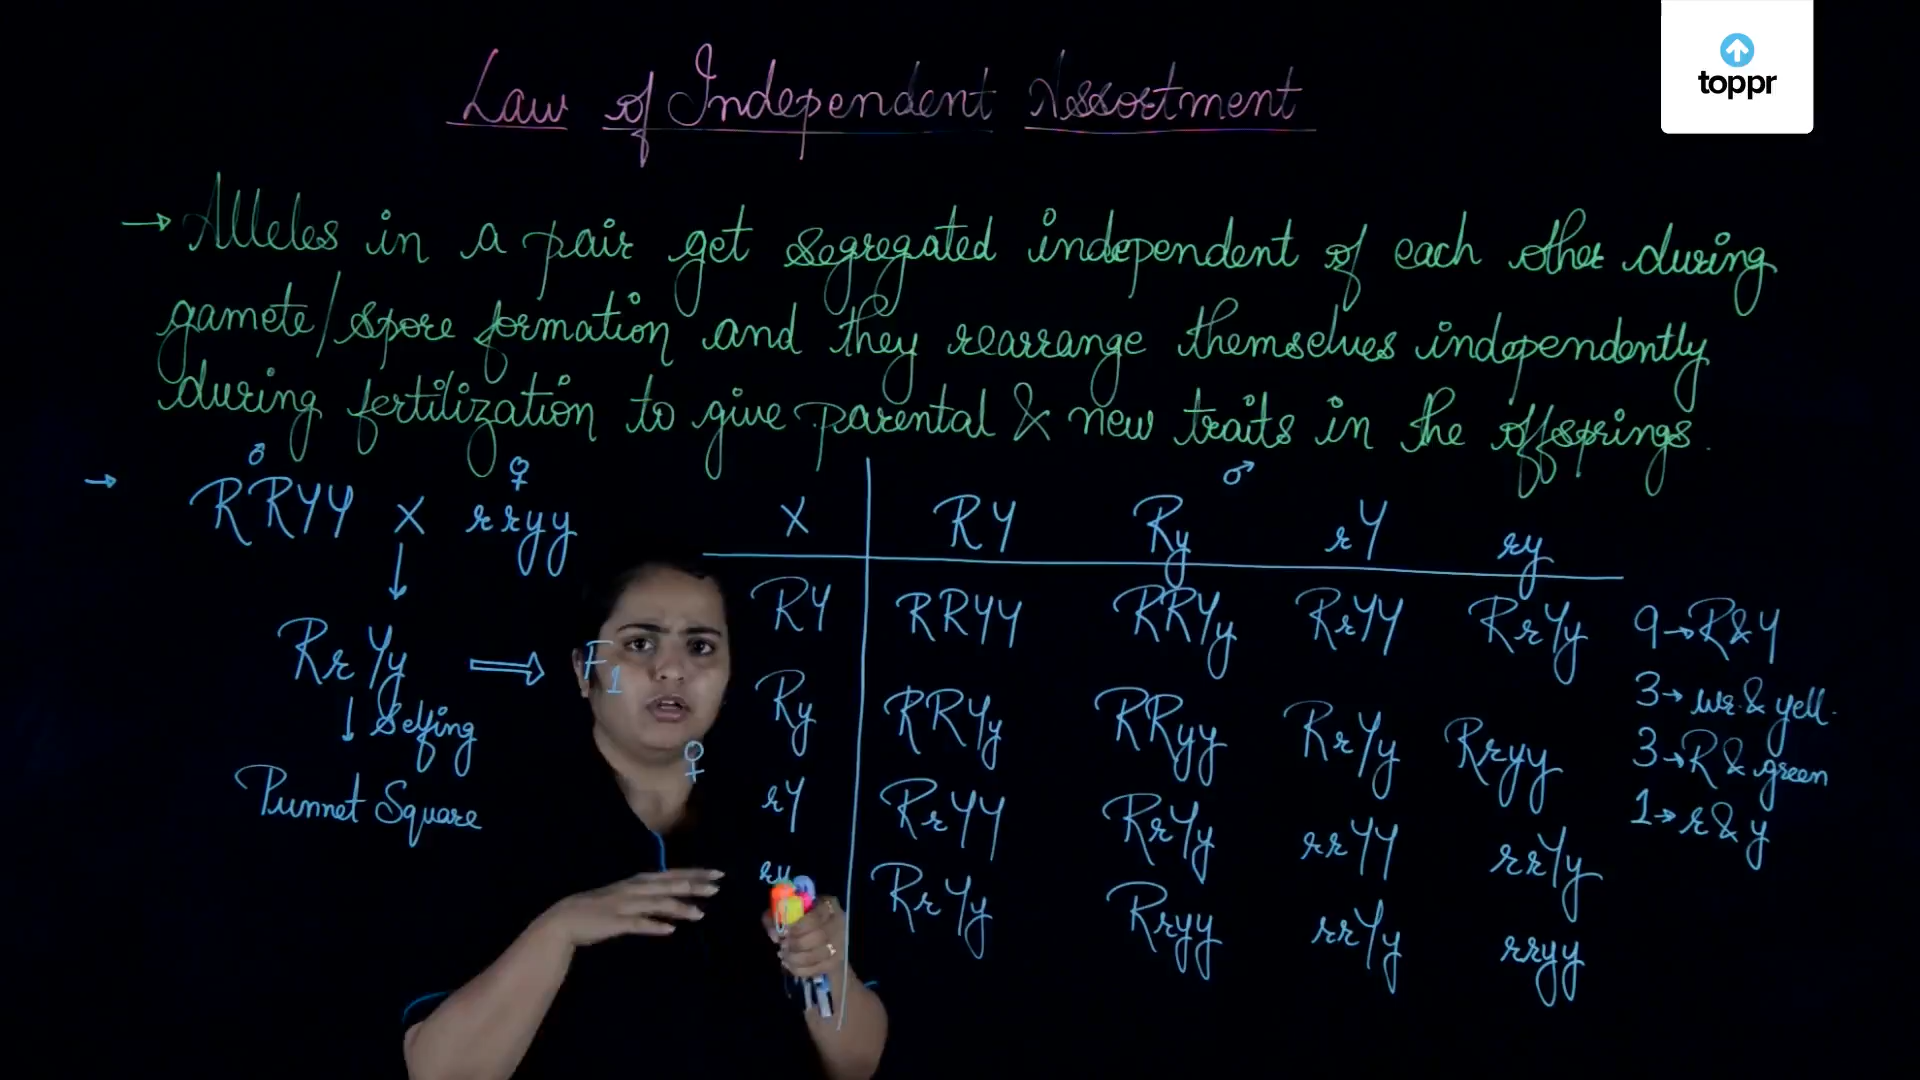 toppr
Law of Independent Assortment
→ Alleles in a pair get segregated independent of each other during
gamete/spore formation and they rearrange themselves independently
during fertilization to give parental & new traits in the offsprings.
→ ♂ ♀
RRYY X rryy
↓
RrYy ⇒ F1
↓ Selfing
Punnet Square
♂
X RY Ry rY ry
♀
RY RRYY RRYy RrYY RrYy
Ry RRYy RRyy RrYy Rryy
rY RrYY RrYy rrYY rrYy
ry RrYy Rryy rrYy rryy
9→R&Y
3→ wr.& yell.
3→R & green
1→ r&y